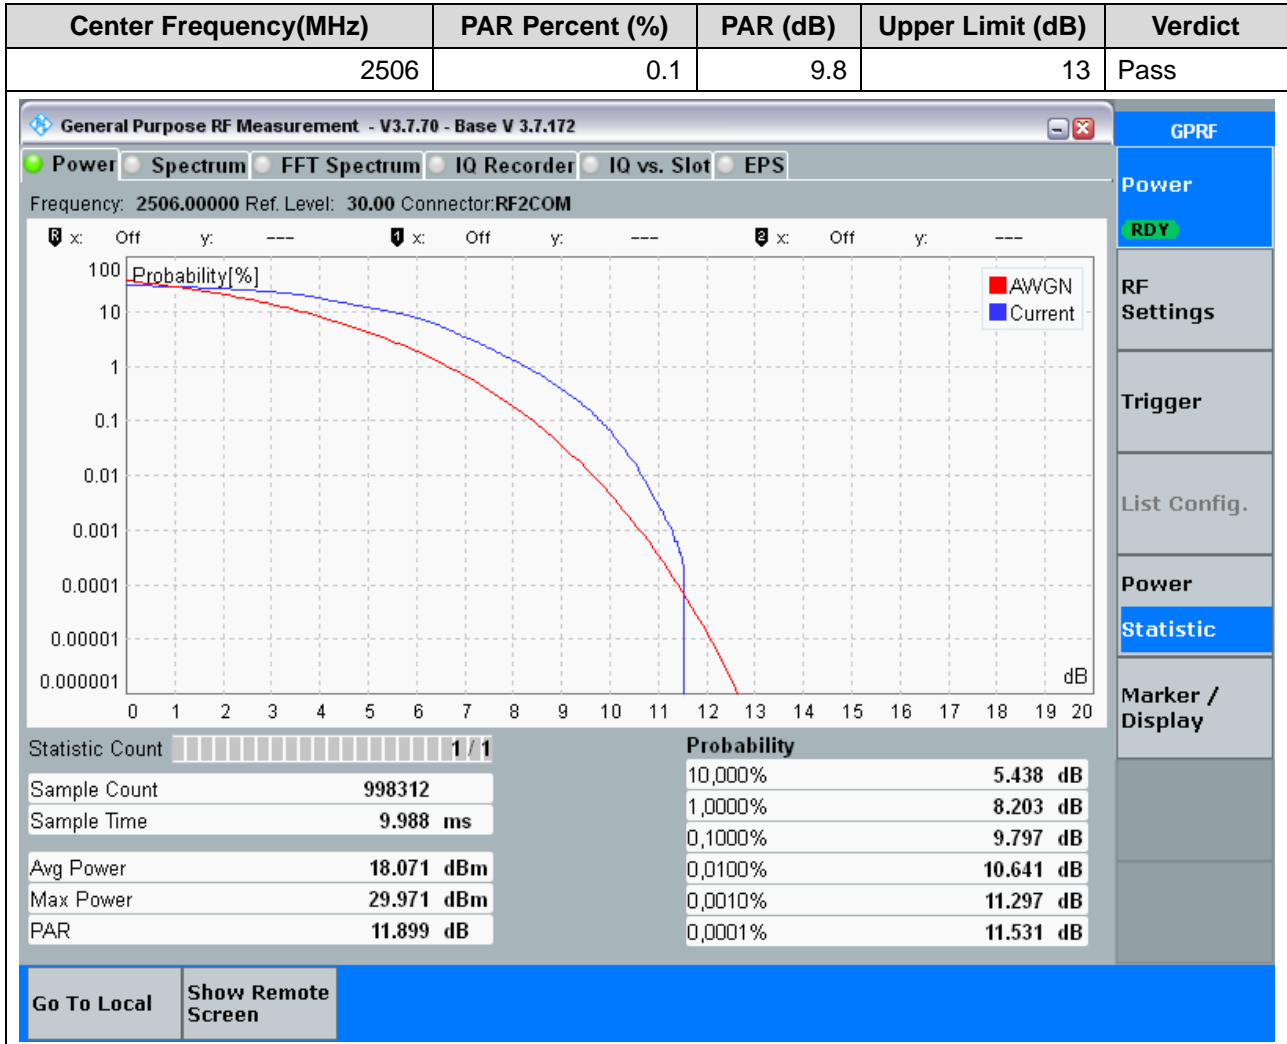 Center Frequency(MHz) PAR Percent (%) PAR (dB) Upper Limit (dB) Verdict
2506 0.1 9.8 13 Pass
General Purpose RF Measurement - V3.7.70 - Base V 3.7.172
GPRF
Power Spectrum FFT Spectrum IQ Recorder IQ vs. Slot EPS
Power
RDY
RF
Settings
Trigger
List Config.
Power
Statistic
Marker /
Display
Frequency: 2506.00000 Ref. Level: 30.00 Connector:RF2COM
R x: Off y: --- 1 x: Off y: --- 2 x: Off y: ---
Probability[%]
AWGN
Current
100
10
1
0.1
0.01
0.001
0.0001
0.00001
0.000001
dB
0 1 2 3 4 5 6 7 8 9 10 11 12 13 14 15 16 17 18 19 20
Statistic Count 1 / 1
Sample Count 998312
Sample Time 9.988 ms
Avg Power 18.071 dBm
Max Power 29.971 dBm
PAR 11.899 dB
Probability
10,000% 5.438 dB
1,0000% 8.203 dB
0,1000% 9.797 dB
0,0100% 10.641 dB
0,0010% 11.297 dB
0,0001% 11.531 dB
Go To Local
Show Remote
Screen